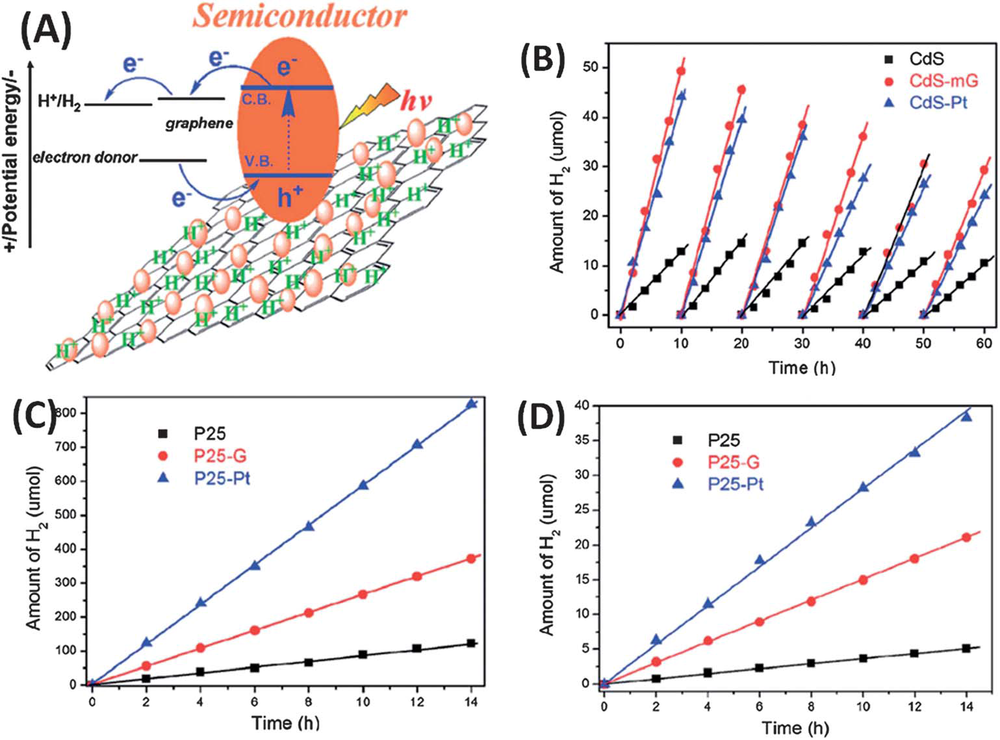 (A)
Semiconductor
+/Potential energy/-
e⁻
e⁻
e⁻
C.B.
hν
H⁺/H₂
graphene
electron donor
V.B.
e⁻
h⁺
H⁺ H⁺
H⁺ H⁺
H⁺ H⁺ H⁺
H⁺ H⁺ H⁺
H⁺ H⁺ H⁺
H⁺ H⁺ H⁺
H⁺ H⁺ H⁺ H⁺ H⁺
H⁺ H⁺ H⁺
H⁺ H⁺ H⁺
H⁺ H⁺
(B)
Amount of H₂ (umol)
50
40
30
20
10
0
CdS
CdS-mG
CdS-Pt
0 10 20 30 40 50 60
Time (h)
(C)
Amount of H₂ (umol)
800
700
600
500
400
300
200
100
0
P25
P25-G
P25-Pt
0 2 4 6 8 10 12 14
Time (h)
(D)
Amount of H₂ (umol)
40
35
30
25
20
15
10
5
0
P25
P25-G
P25-Pt
0 2 4 6 8 10 12 14
Time (h)